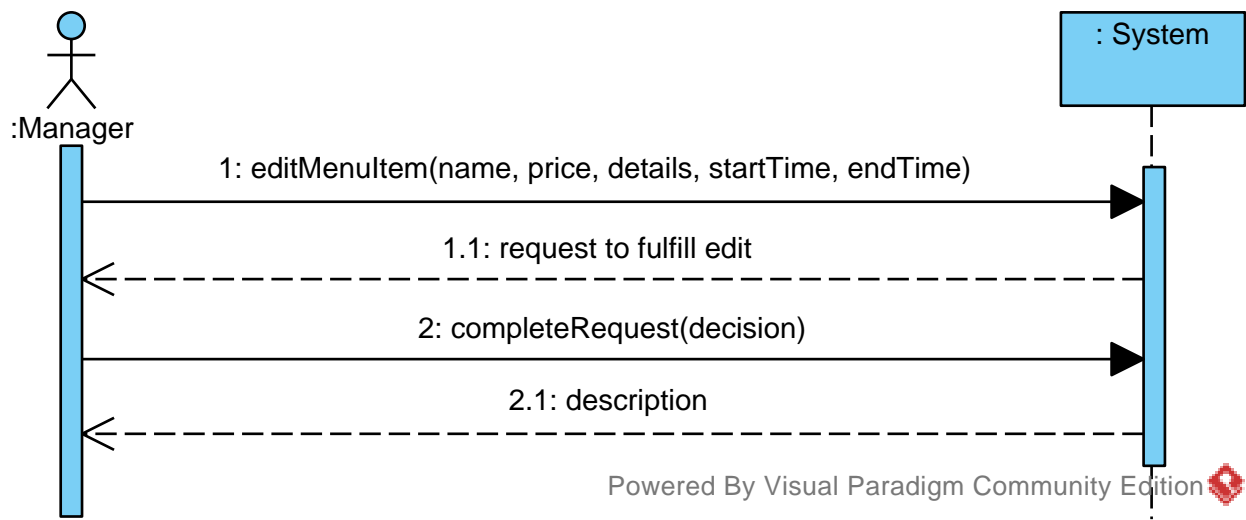 : System
:Manager
1: editMenuItem(name, price, details, startTime, endTime)
1.1: request to fulfill edit
2: completeRequest(decision)
2.1: description
Powered By Visual Paradigm Community Edition